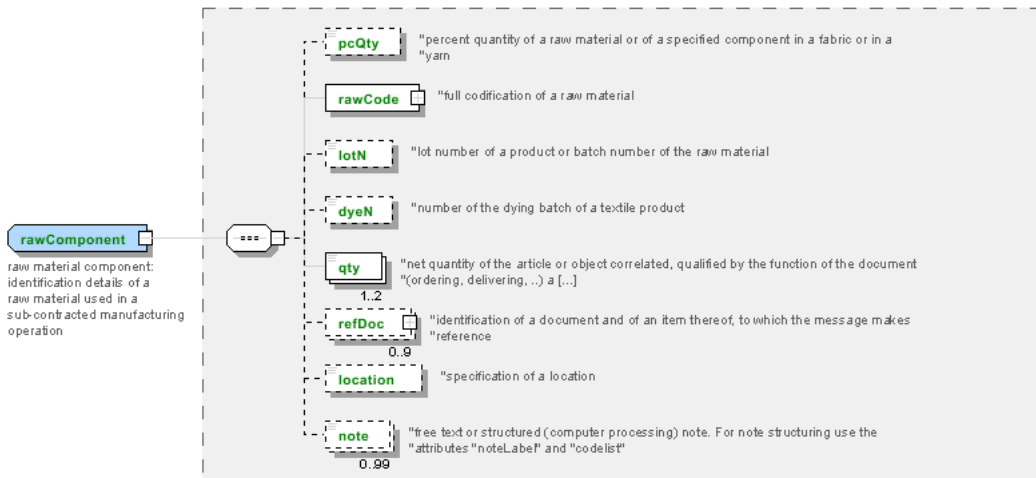 pcQty
"percent quantity of a raw material or of a specified component in a fabric or in a
"yarn
rawCode
"full codification of a raw material
lotN
"lot number of a product or batch number of the raw material
dyeN
"number of the dying batch of a textile product
rawComponent
raw material component:
identification details of a
raw material used in a
sub-contracted manufacturing
operation
qty
"net quantity of the article or object correlated, qualified by the function of the document
"(ordering, delivering, ..) a [...]
1..2
refDoc
"identification of a document and of an item thereof, to which the message makes
"reference
0..9
location
"specification of a location
note
"free text or structured (computer processing) note. For note structuring use the
"attributes "noteLabel" and "codelist"
0..99